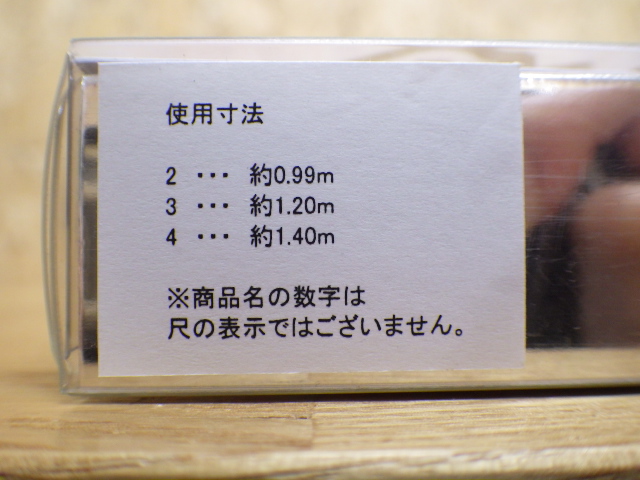 使用寸法
2 ･･･ 約0.99m
3 ･･･ 約1.20m
4 ･･･ 約1.40m
※商品名の数字は
尺の表示ではございません。